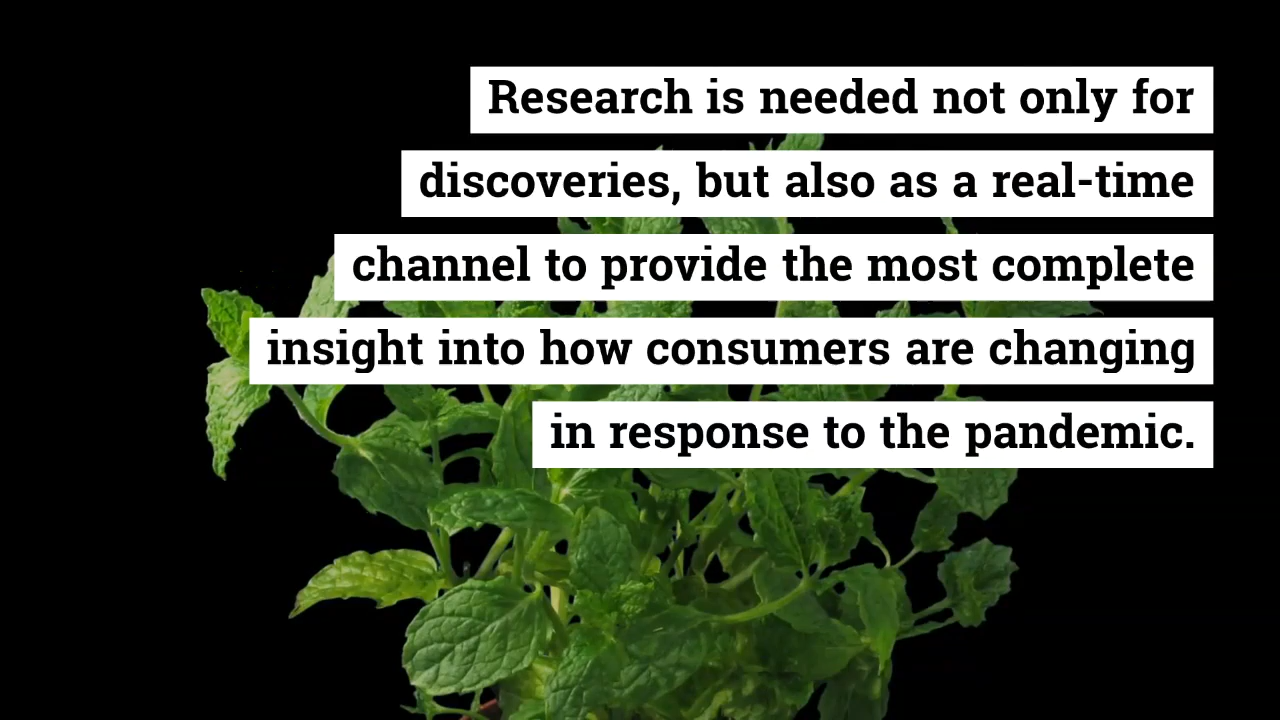 Research is needed not only for
discoveries, but also as a real-time
channel to provide the most complete
insight into how consumers are changing
in response to the pandemic.